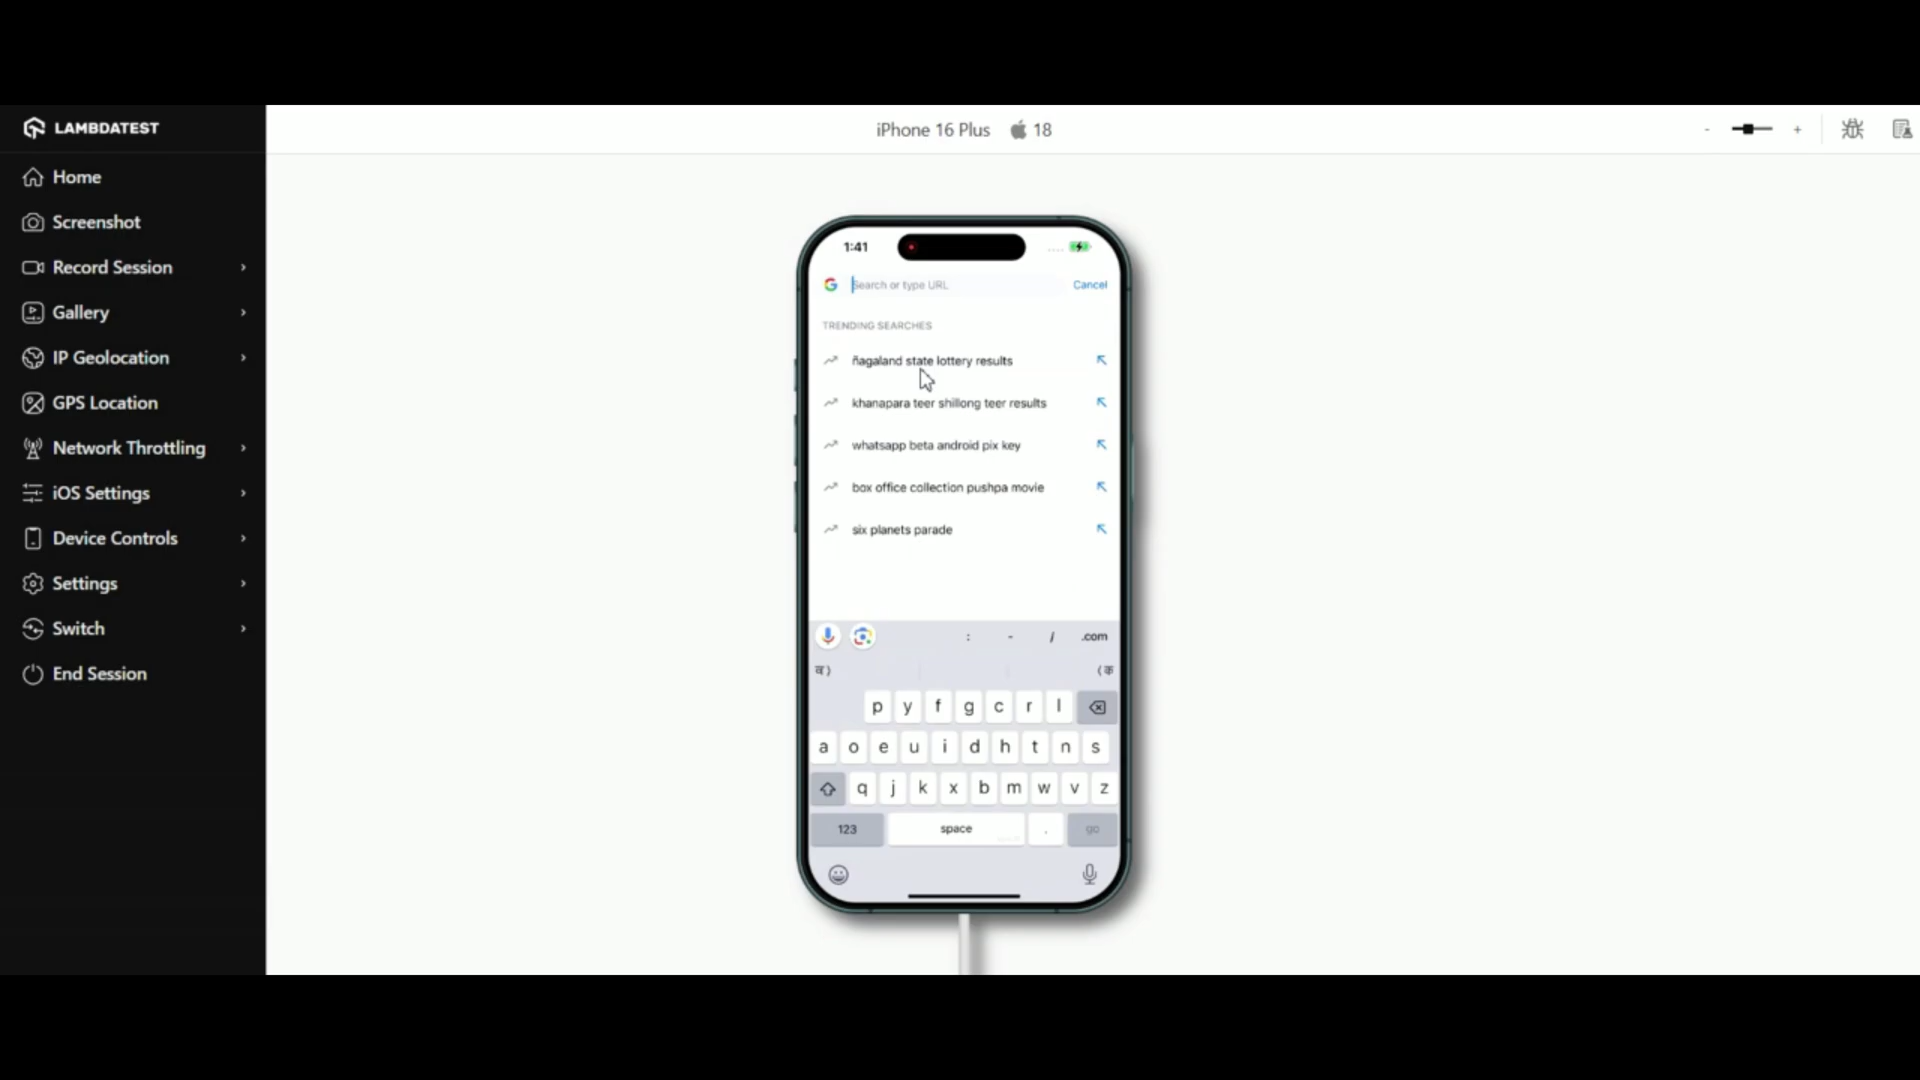 LAMBDATEST
iPhone 16 Plus 18
- +
Home
Screenshot
Record Session
Gallery
IP Geolocation
GPS Location
Network Throttling
iOS Settings
Device Controls
Settings
Switch
End Session
1:41
Search or type URL Cancel
TRENDING SEARCHES
ñagaland state lottery results
khanapara teer shillong teer results
whatsapp beta android pix key
box office collection pushpa movie
six planets parade
: - / .com
p y f g c r l
a o e u i d h t n s
q j k x b m w v z
123 space . go